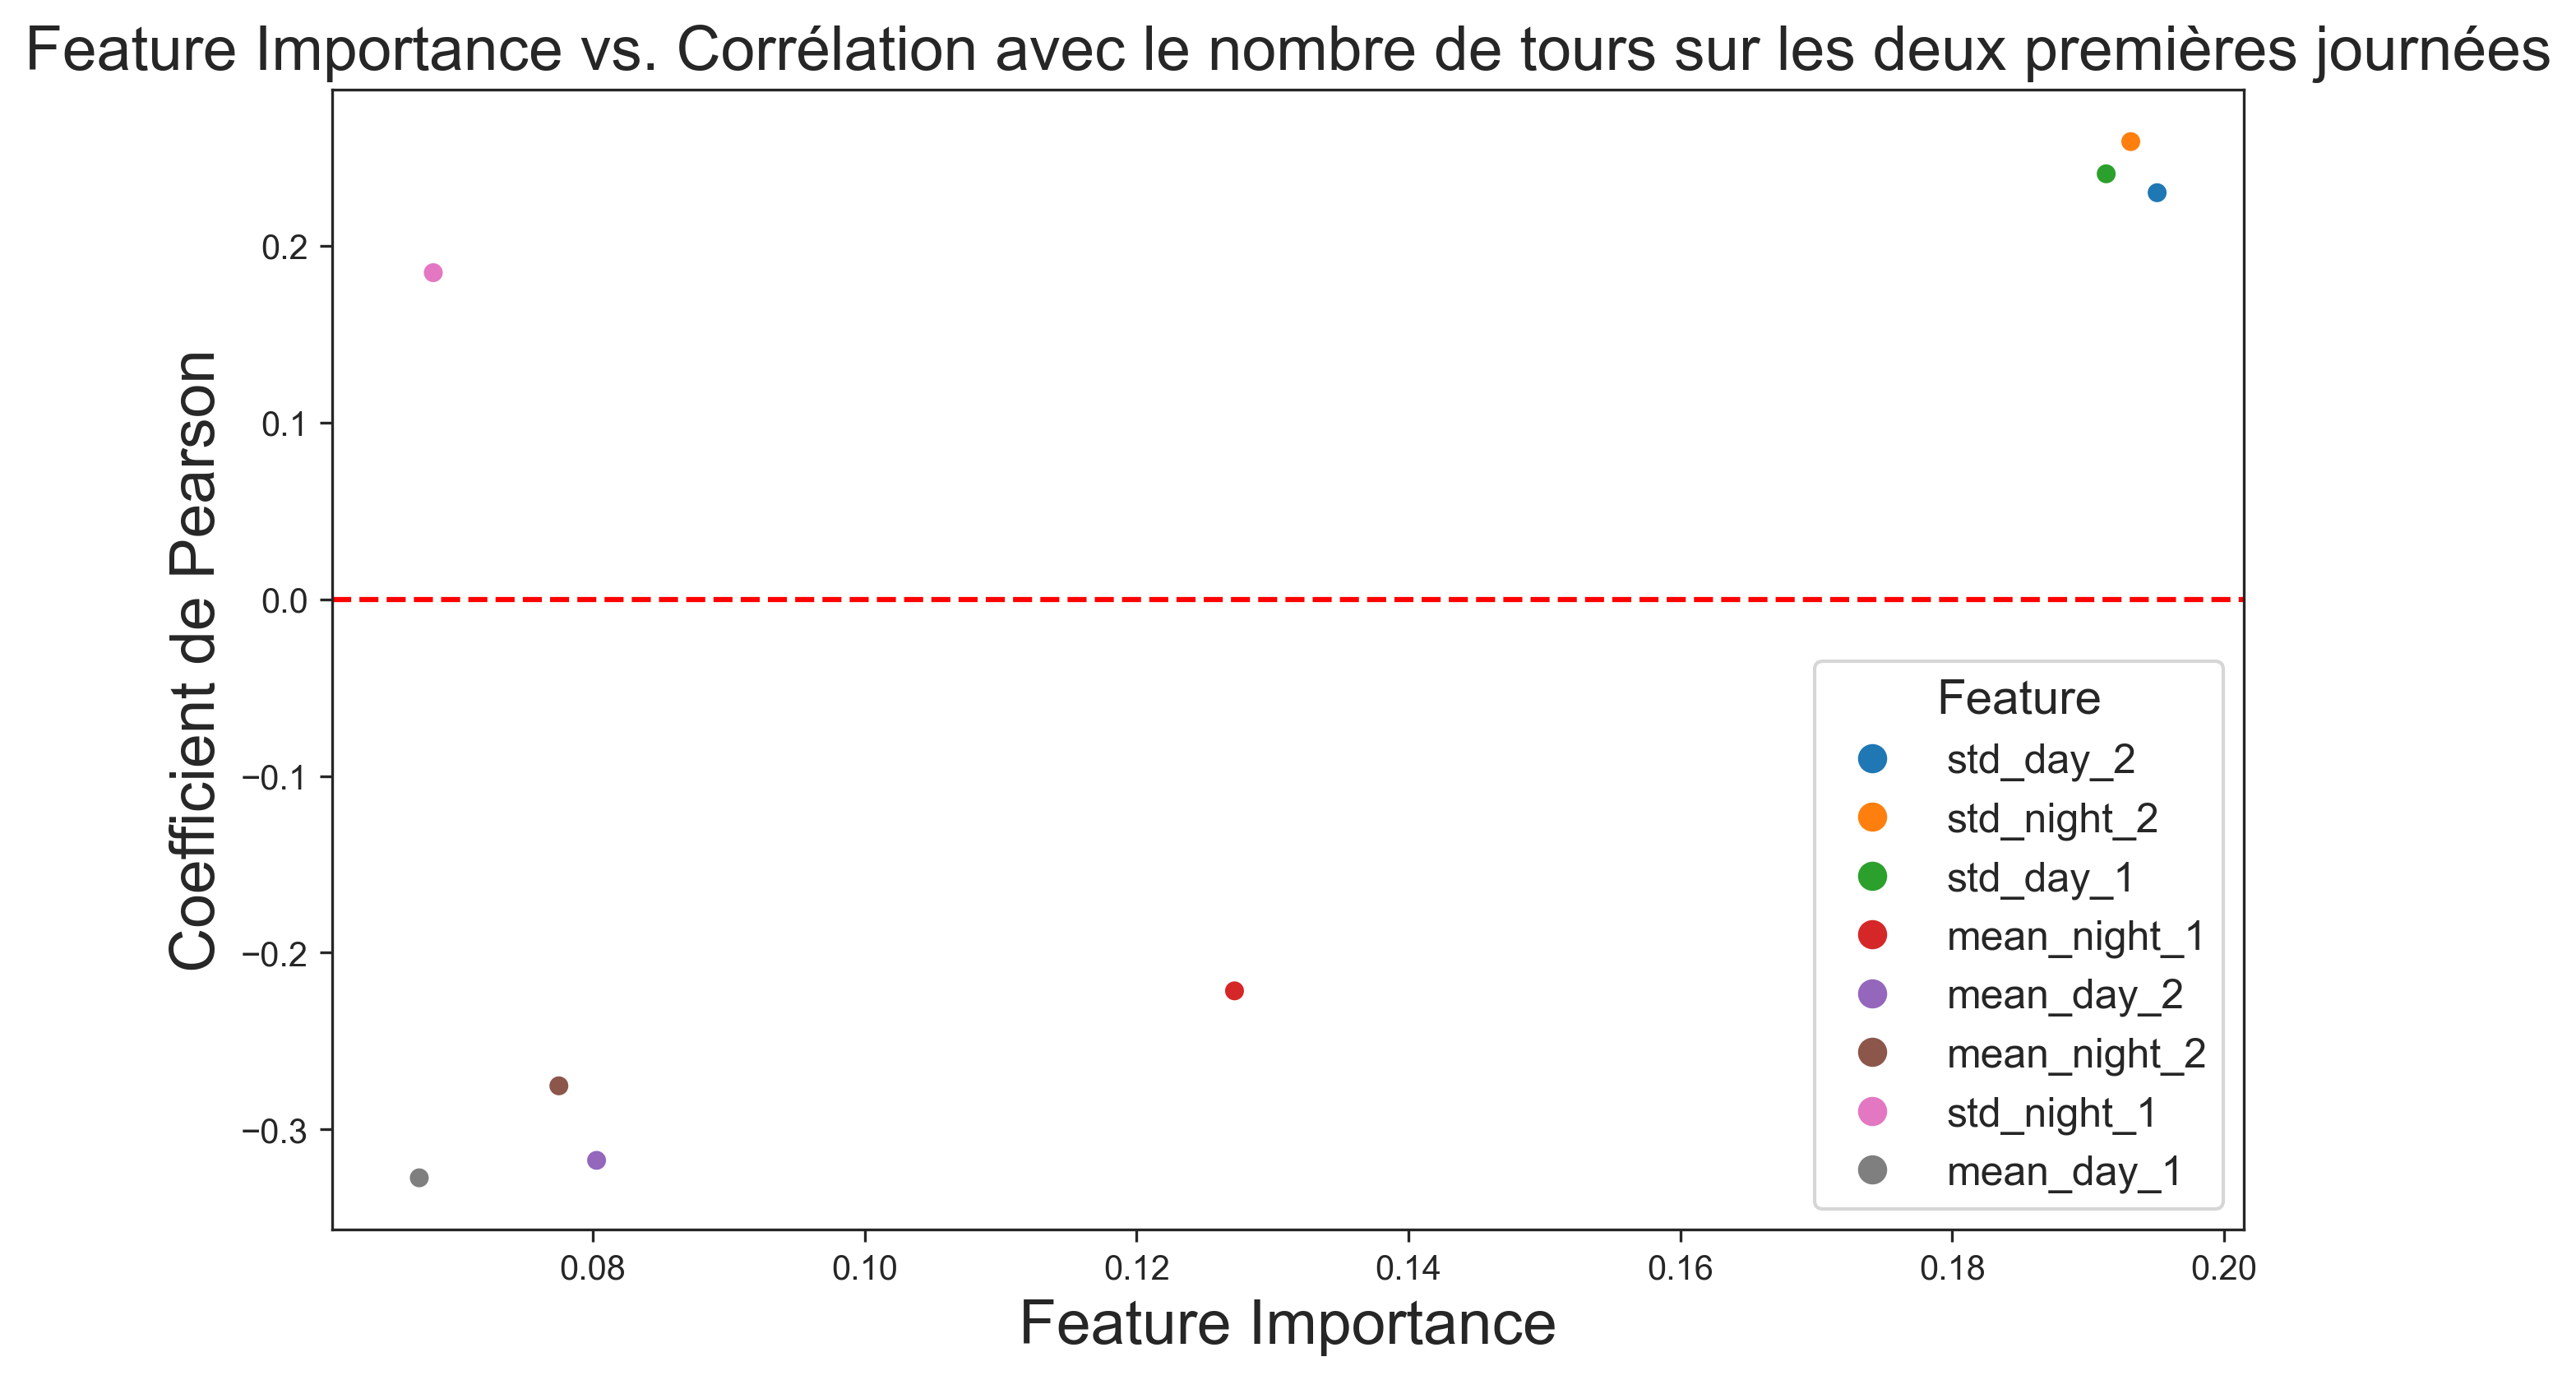 Feature Importance vs. Corrélation avec le nombre de tours sur les deux premières journées
Coefficient de Pearson
0.2
0.1
0.0
−0.1
−0.2
−0.3
Feature
std_day_2
std_night_2
std_day_1
mean_night_1
mean_day_2
mean_night_2
std_night_1
mean_day_1
0.08 0.10 0.12 0.14 0.16 0.18 0.20
Feature Importance